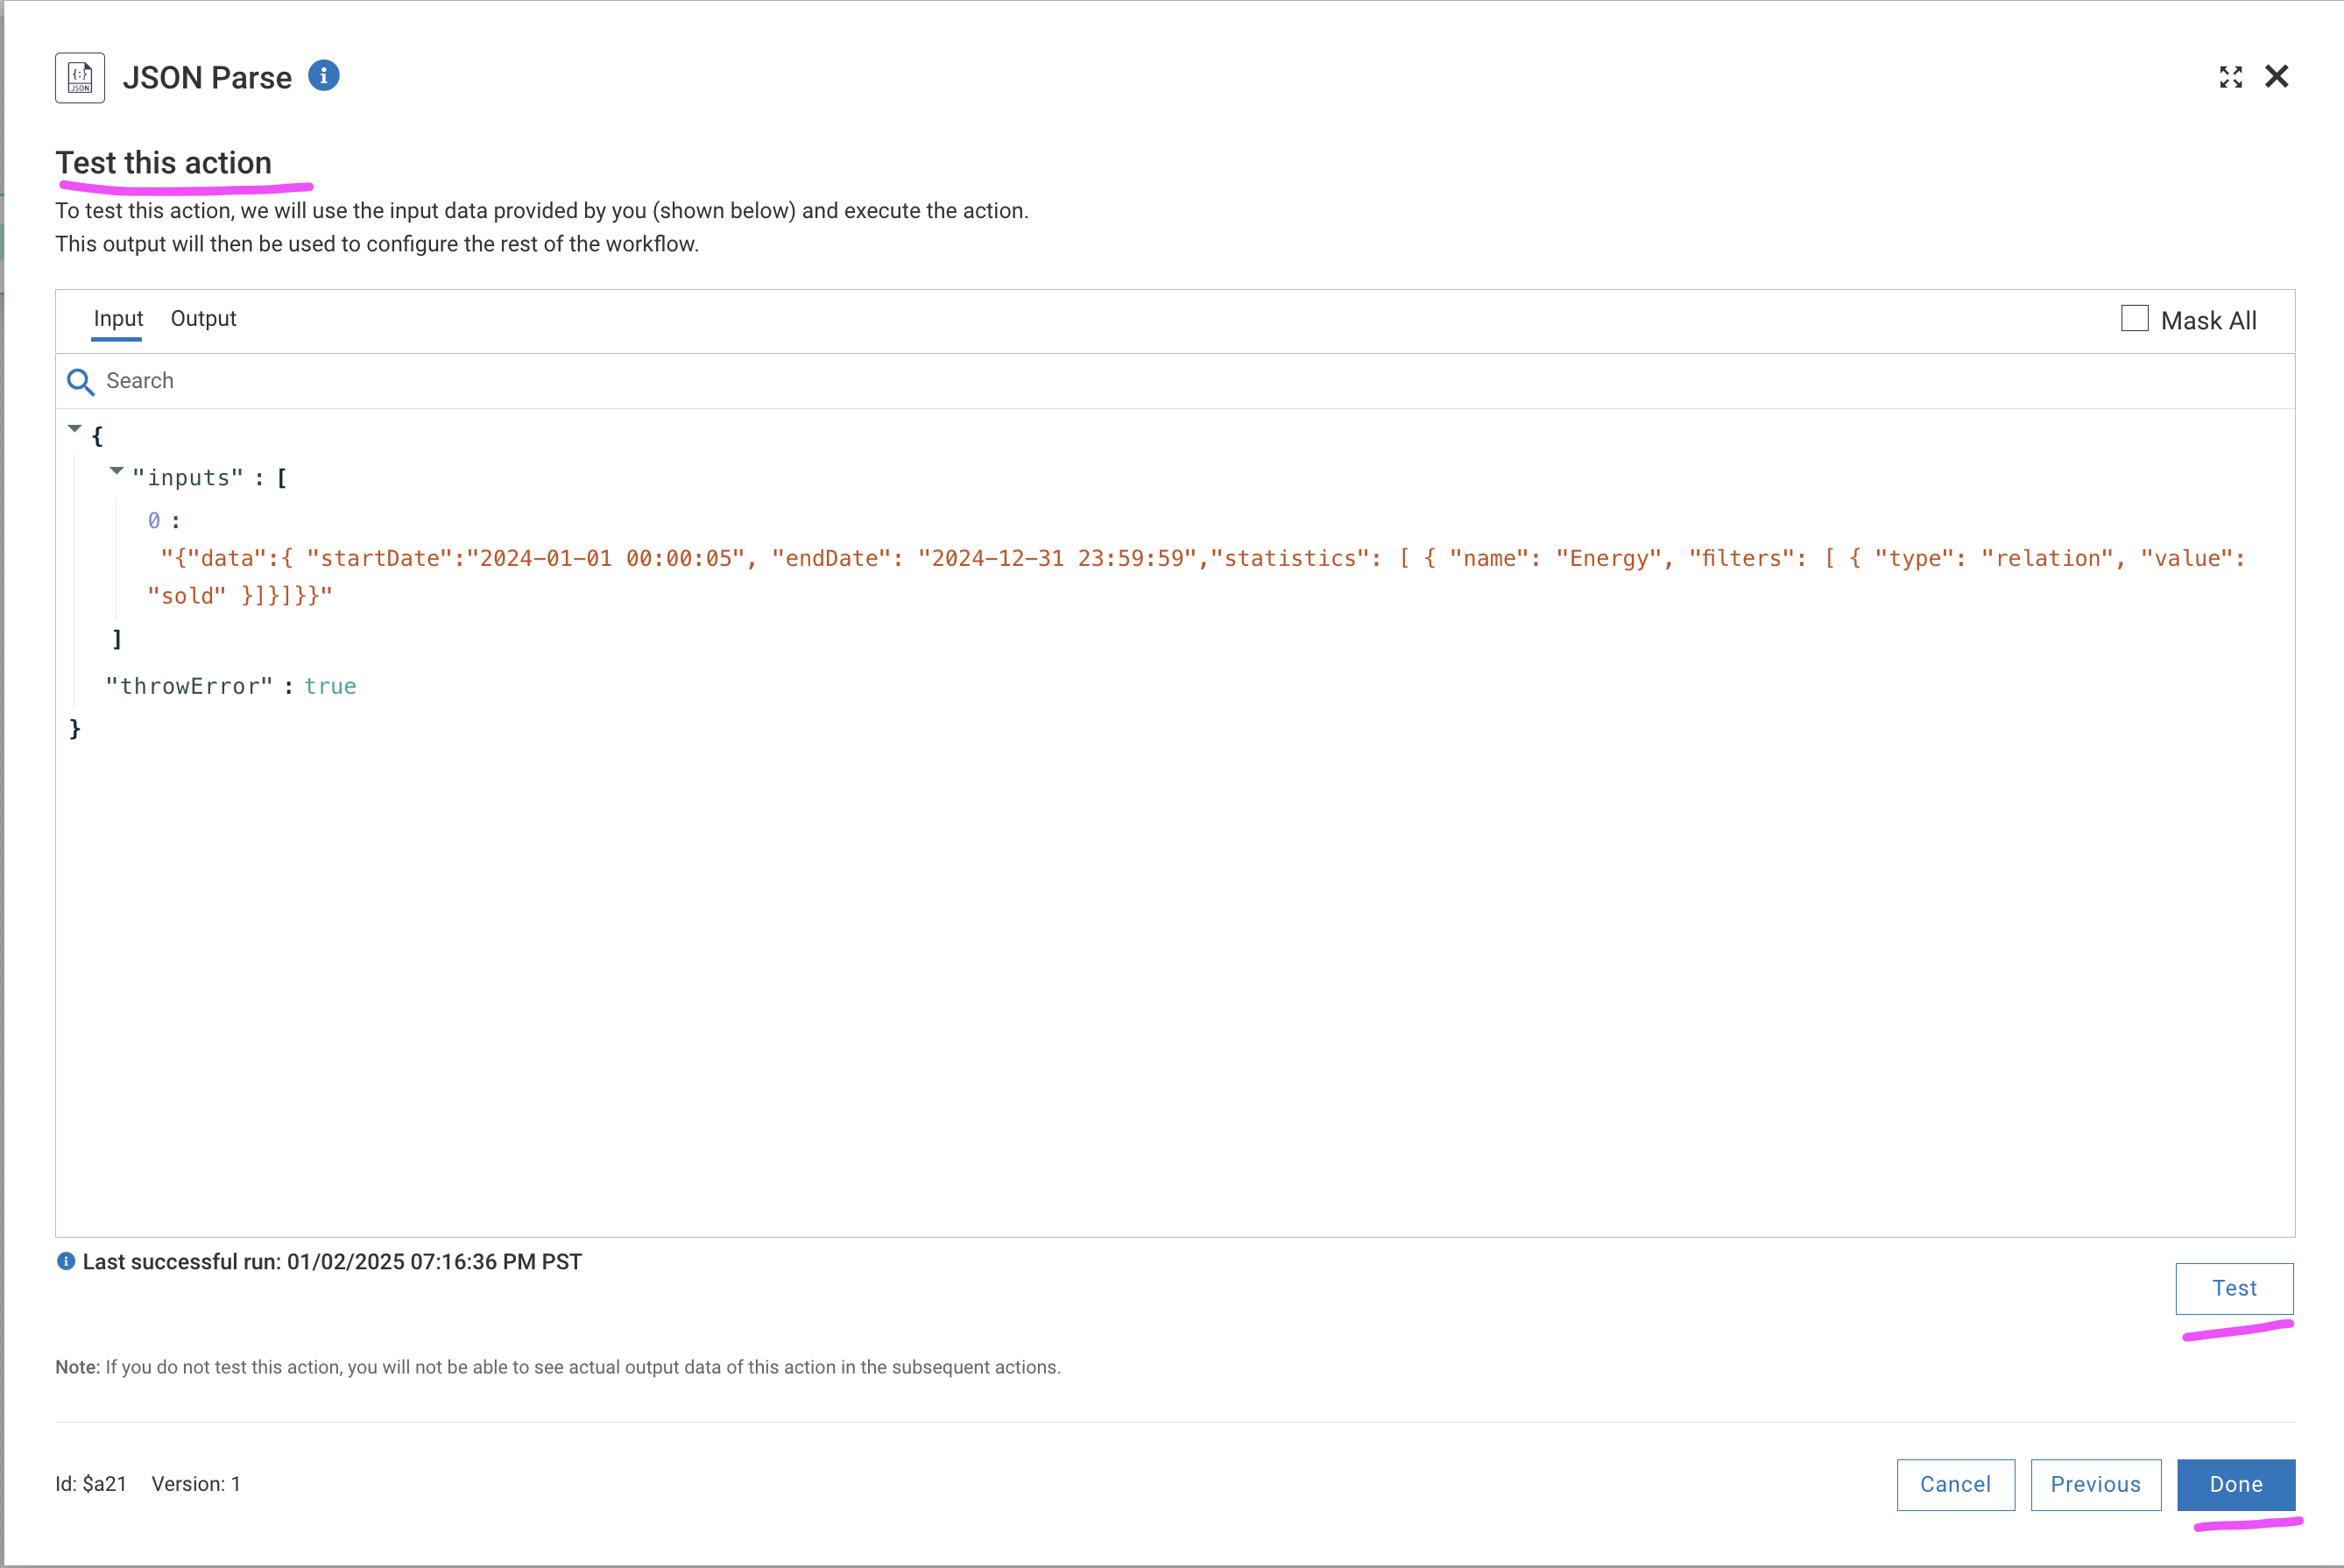 JSON Parse
Test this action
To test this action, we will use the input data provided by you (shown below) and execute the action.
This output will then be used to configure the rest of the workflow.
Input Output Mask All
Search
{
"inputs" : [
0 :
"{"data":{ "startDate":"2024-01-01 00:00:05", "endDate": "2024-12-31 23:59:59","statistics": [ { "name": "Energy", "filters": [ { "type": "relation", "value":
"sold" }]}]}}"
]
"throwError" : true
}
Last successful run: 01/02/2025 07:16:36 PM PST
Test
Note: If you do not test this action, you will not be able to see actual output data of this action in the subsequent actions.
Id: $a21 Version: 1 Cancel Previous Done